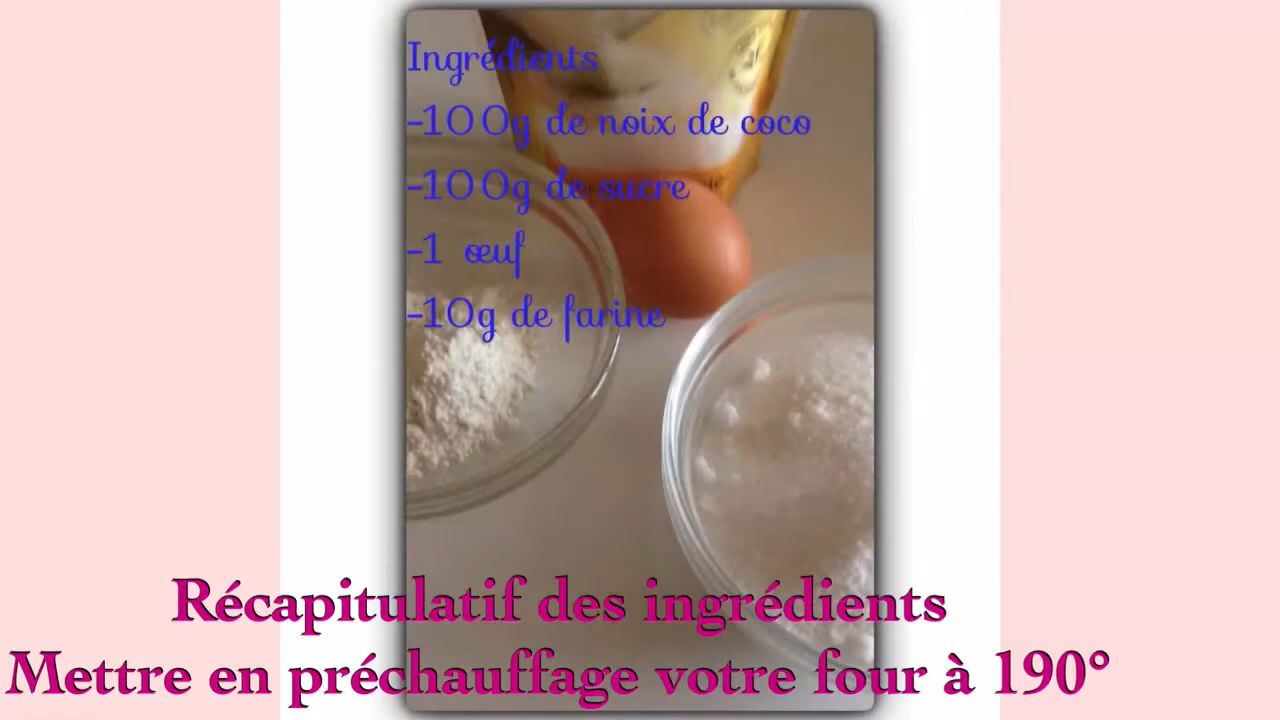 Ingrédients
-100g de noix de coco
-100g de sucre
-1 œuf
-10g de farine
Récapitulatif des ingrédients
Mettre en préchauffage votre four à 190°